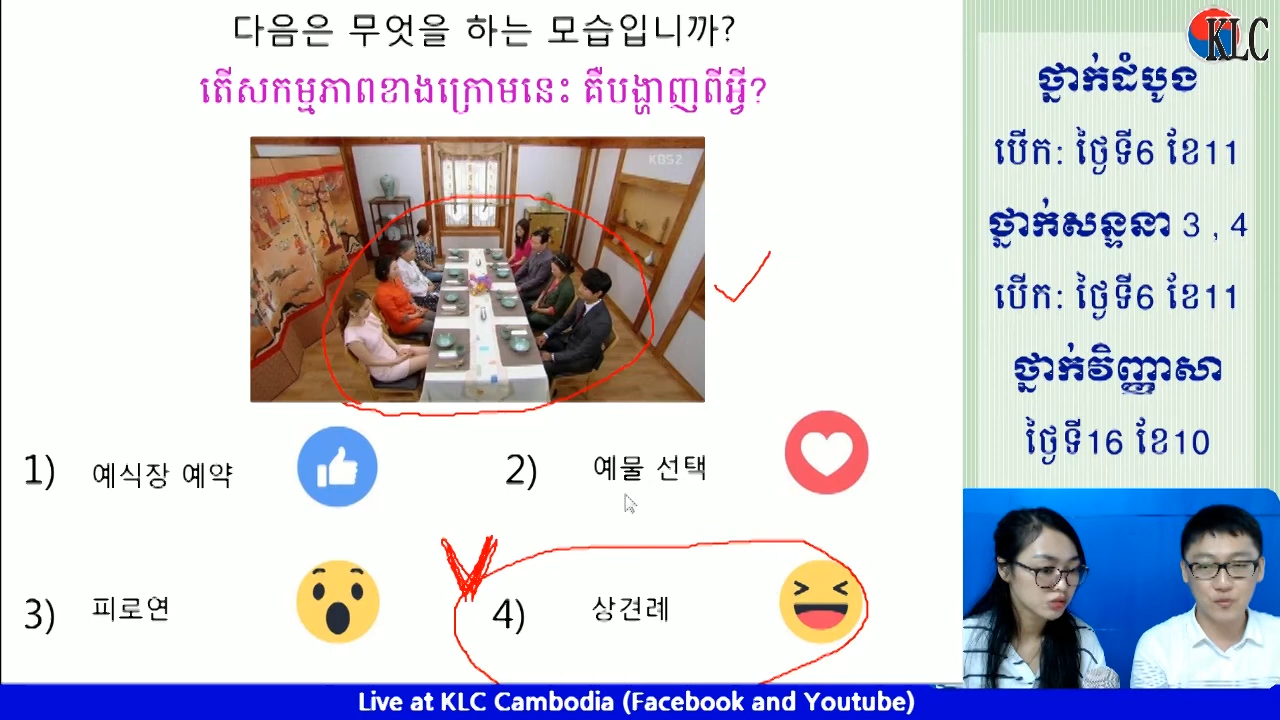 다음은 무엇을 하는 모습입니까?
តើសកម្មភាពខាងក្រោមនេះ គឺបង្ហាញពីអ្វី?
KBS2
1) 예식장 예약
2) 예물 선택
3) 피로연
4) 상견례
KLC
ថ្នាក់ដំបូង
បើក: ថ្ងៃទី6 ខែ11
ថ្នាក់សន្ទនា 3 , 4
បើក: ថ្ងៃទី6 ខែ11
ថ្នាក់វិញ្ញាសា
ថ្ងៃទី16 ខែ10
Live at KLC Cambodia (Facebook and Youtube)